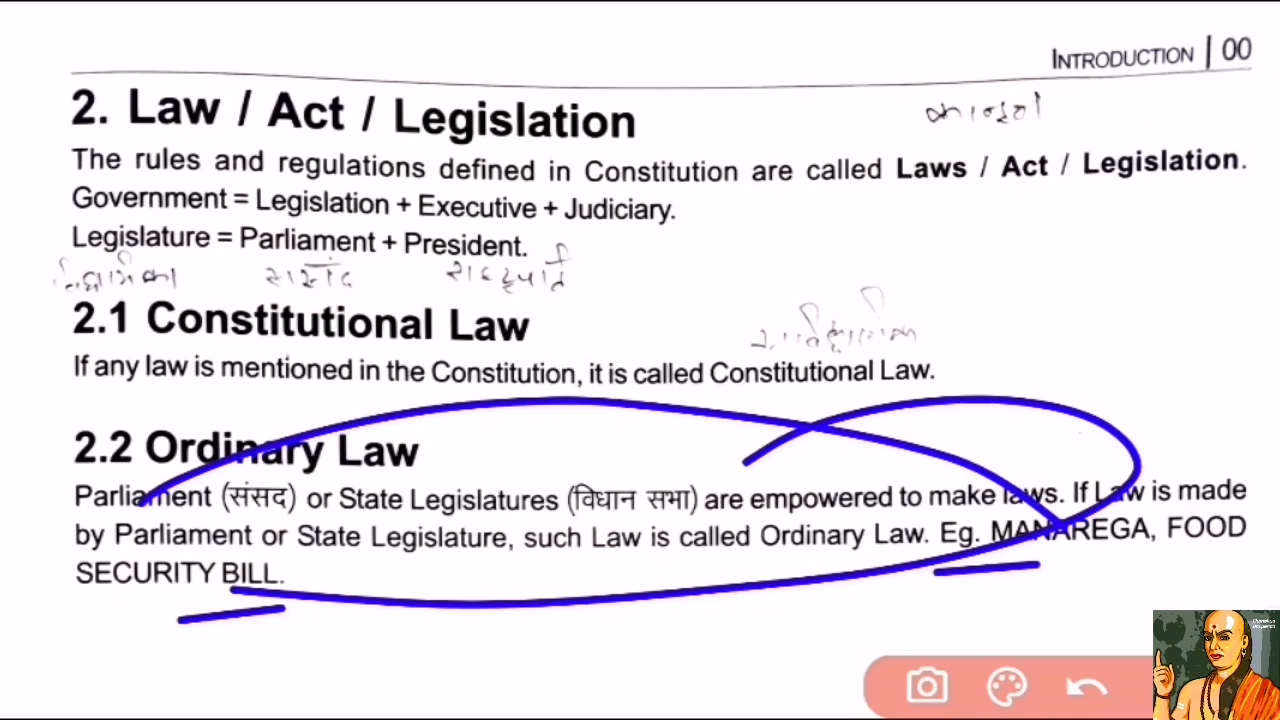 INTRODUCTION | 00
2. Law / Act / Legislation
The rules and regulations defined in Constitution are called Laws / Act / Legislation.
Government = Legislation + Executive + Judiciary.
Legislature = Parliament + President.
2.1 Constitutional Law
If any law is mentioned in the Constitution, it is called Constitutional Law.
2.2 Ordinary Law
Parliament (संसद) or State Legislatures (विधान सभा) are empowered to make laws. If Law is made
by Parliament or State Legislature, such Law is called Ordinary Law. Eg. MANAREGA, FOOD
SECURITY BILL.